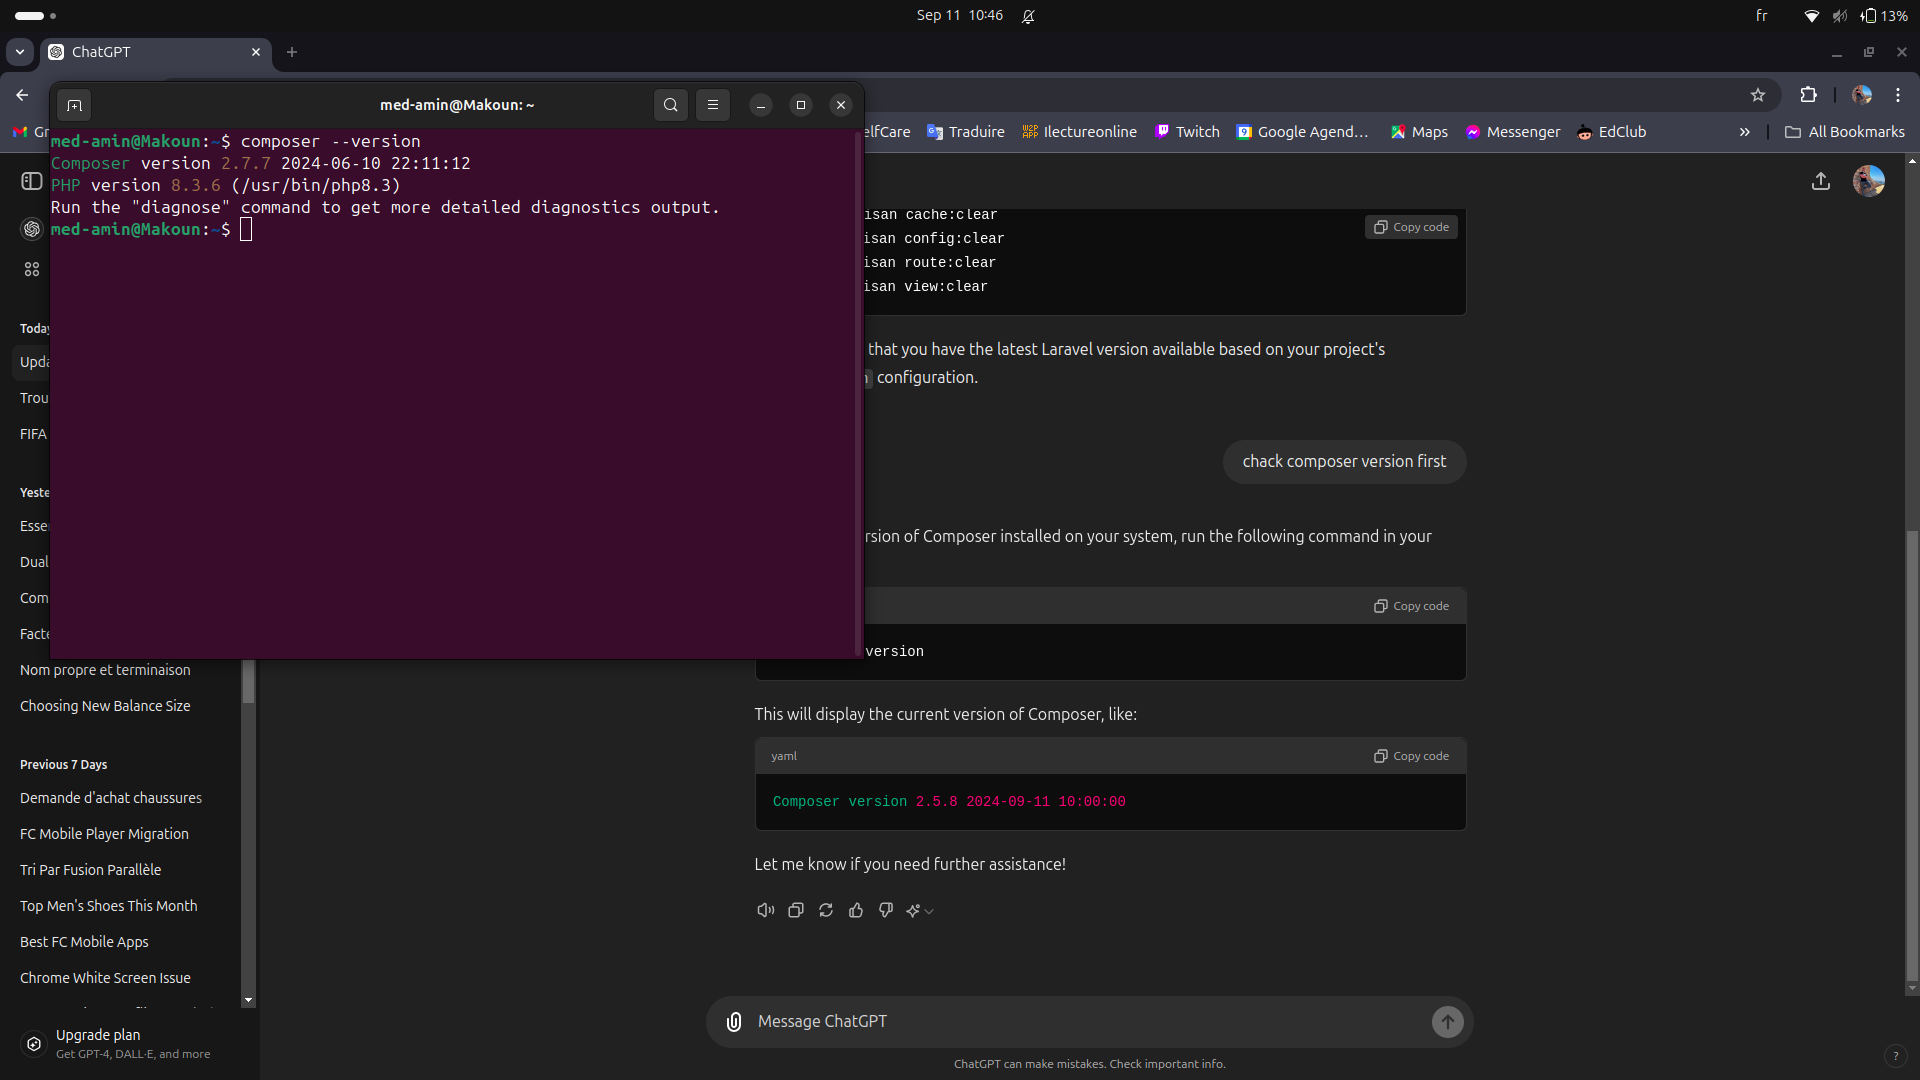 Sep 11 10:46
fr
13%
ChatGPT
elfCare
Traduire
Ilectureonline
Twitch
Google Agend...
Maps
Messenger
EdClub
»
All Bookmarks
med-amin@Makoun: ~
med-amin@Makoun:~$ composer --version
Composer version 2.7.7 2024-06-10 22:11:12
PHP version 8.3.6 (/usr/bin/php8.3)
Run the "diagnose" command to get more detailed diagnostics output.
med-amin@Makoun:~$
Today
Upda
Trou
FIFA
Yeste
Esse
Dual
Com
Facte
Nom propre et terminaison
Choosing New Balance Size
Previous 7 Days
Demande d'achat chaussures
FC Mobile Player Migration
Tri Par Fusion Parallèle
Top Men's Shoes This Month
Best FC Mobile Apps
Chrome White Screen Issue
Upgrade plan
Get GPT-4, DALL·E, and more
isan cache:clear
Copy code
isan config:clear
isan route:clear
isan view:clear
that you have the latest Laravel version available based on your project's
configuration.
chack composer version first
rsion of Composer installed on your system, run the following command in your
Copy code
version
This will display the current version of Composer, like:
yaml
Copy code
Composer version 2.5.8 2024-09-11 10:00:00
Let me know if you need further assistance!
Message ChatGPT
ChatGPT can make mistakes. Check important info.
?